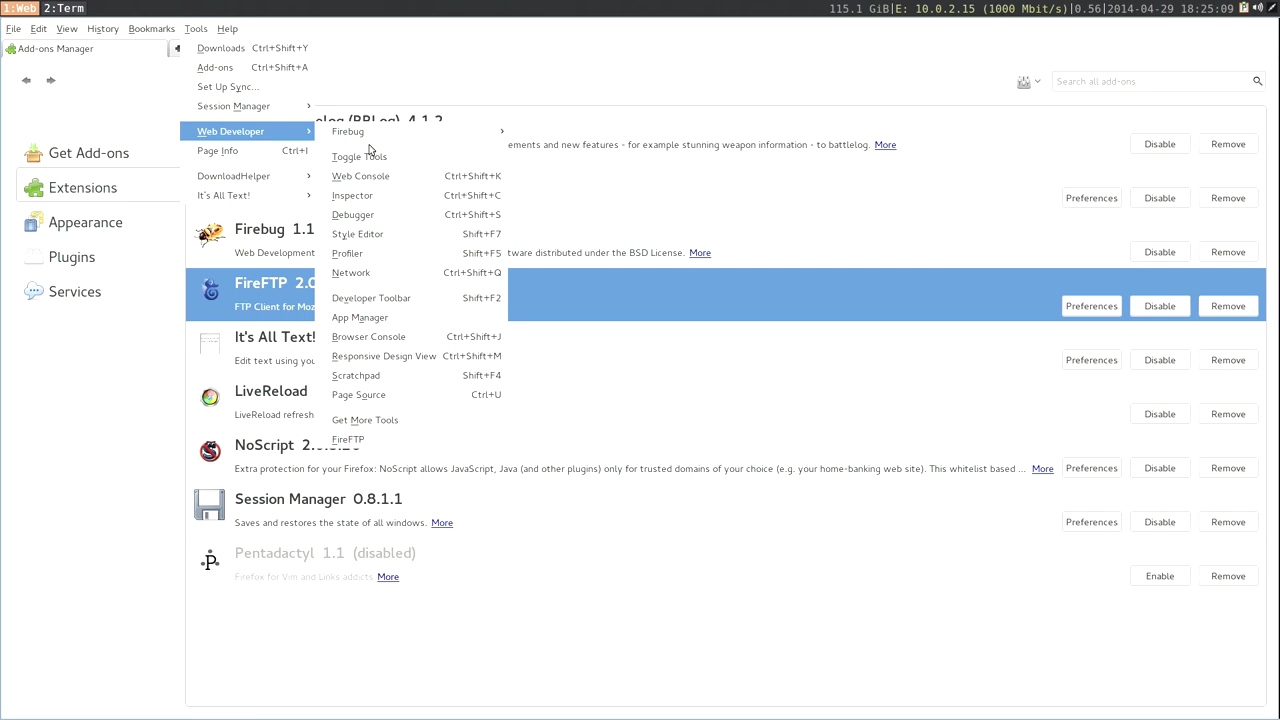 1:Web 2:Term 115.1 GiB|E: 10.0.2.15 (1000 Mbit/s)|0.56|2014-04-29 18:25:09
File Edit View History Bookmarks Tools Help
Add-ons Manager
Downloads Ctrl+Shift+Y
Add-ons Ctrl+Shift+A
Set Up Sync...
Session Manager
Web Developer
Page Info Ctrl+I
DownloadHelper
It's All Text!
Firebug
Toggle Tools
Web Console Ctrl+Shift+K
Inspector Ctrl+Shift+C
Debugger Ctrl+Shift+S
Style Editor Shift+F7
Profiler Shift+F5
Network Ctrl+Shift+Q
Developer Toolbar Shift+F2
App Manager
Browser Console Ctrl+Shift+J
Responsive Design View Ctrl+Shift+M
Scratchpad Shift+F4
Page Source Ctrl+U
Get More Tools
FireFTP
Search all add-ons
Get Add-ons
Extensions
Appearance
Plugins
Services
4.1.2
ements and new features - for example stunning weapon information - to battlelog. More Disable Remove
Preferences Disable Remove
Firebug 1.1
Web Development tware distributed under the BSD License. More Disable Remove
FireFTP 2.0
FTP Client for Moz Preferences Disable Remove
It's All Text!
Edit text using you Preferences Disable Remove
LiveReload
LiveReload refresh Disable Remove
NoScript
Extra protection for your Firefox: NoScript allows JavaScript, Java (and other plugins) only for trusted domains of your choice (e.g. your home-banking web site). This whitelist based ... More Preferences Disable Remove
Session Manager 0.8.1.1
Saves and restores the state of all windows. More Preferences Disable Remove
Pentadactyl 1.1 (disabled)
Firefox for Vim and Links addicts More Enable Remove